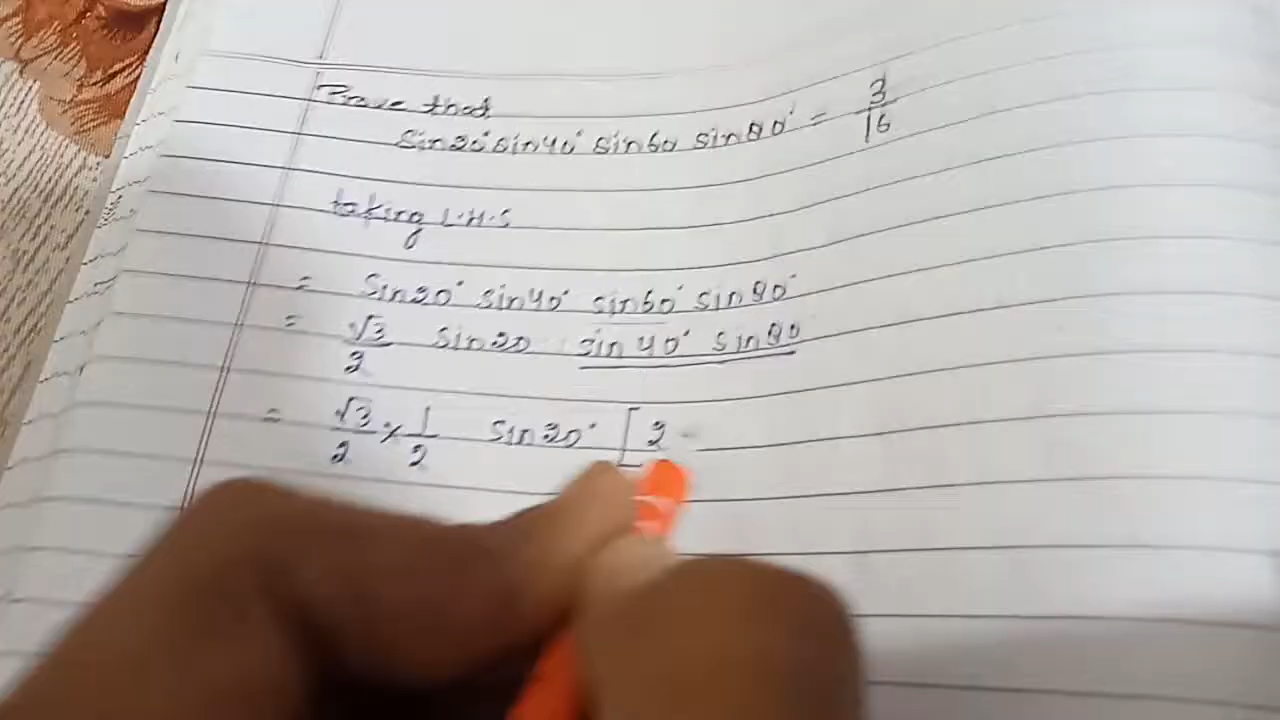 Prove that
sin20° sin40° sin60 sin80° = 3/16
taking L.H.S
= sin20° sin40° sin60° sin80°
= √3/2 sin20 sin40° sin80
= √3/2 × 1/2 sin20° [2